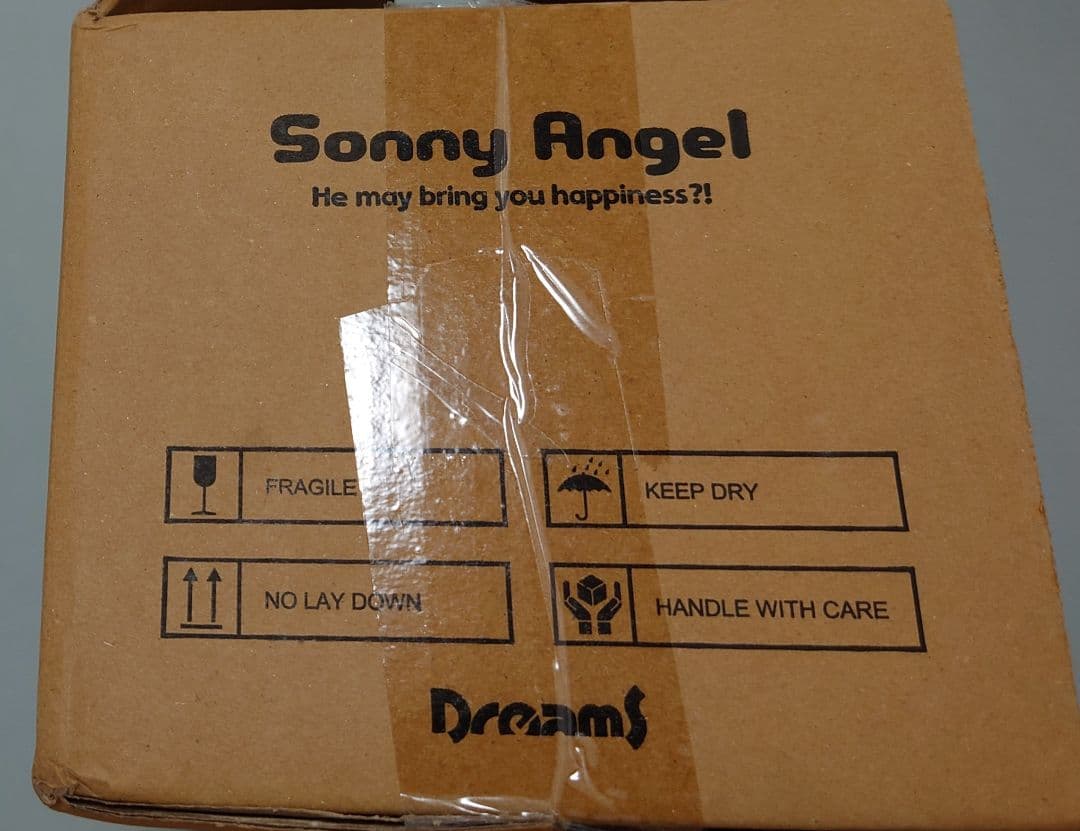 Sonny Angel
He may bring you happiness?!
FRAGILE
KEEP DRY
NO LAY DOWN
HANDLE WITH CARE
Dreams